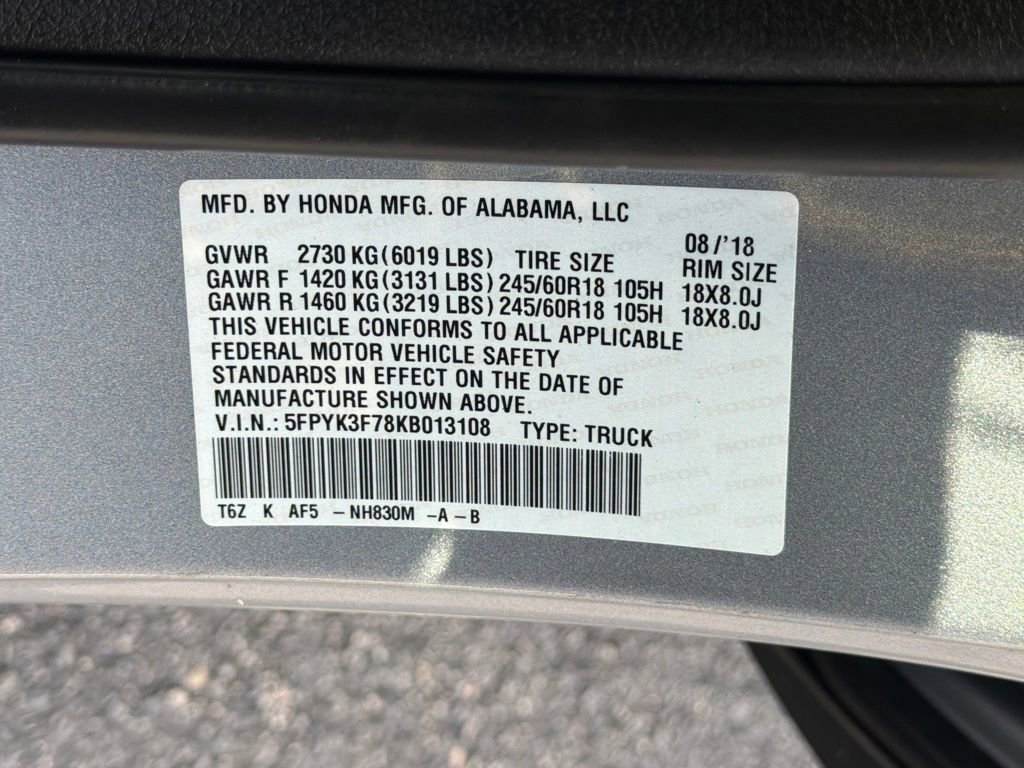 MFD. BY HONDA MFG. OF ALABAMA, LLC
08/'18
GVWR 2730 KG(6019 LBS) TIRE SIZE RIM SIZE
GAWR F 1420 KG(3131 LBS) 245/60R18 105H 18X8.0J
GAWR R 1460 KG(3219 LBS) 245/60R18 105H 18X8.0J
THIS VEHICLE CONFORMS TO ALL APPLICABLE
FEDERAL MOTOR VEHICLE SAFETY
STANDARDS IN EFFECT ON THE DATE OF
MANUFACTURE SHOWN ABOVE.
V.I.N.: 5FPYK3F78KB013108 TYPE: TRUCK
T6Z K AF5 -NH830M -A-B